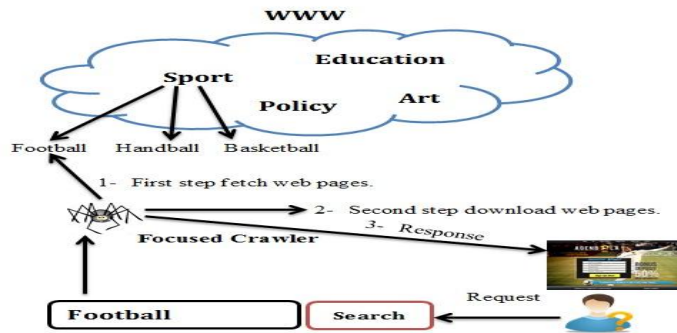 WWW
Education
Sport
Policy
Art
Football
Handball
Basketball
1- First step fetch web pages.
2- Second step download web pages.
3- Response
Focused Crawler
Request
Football
Search